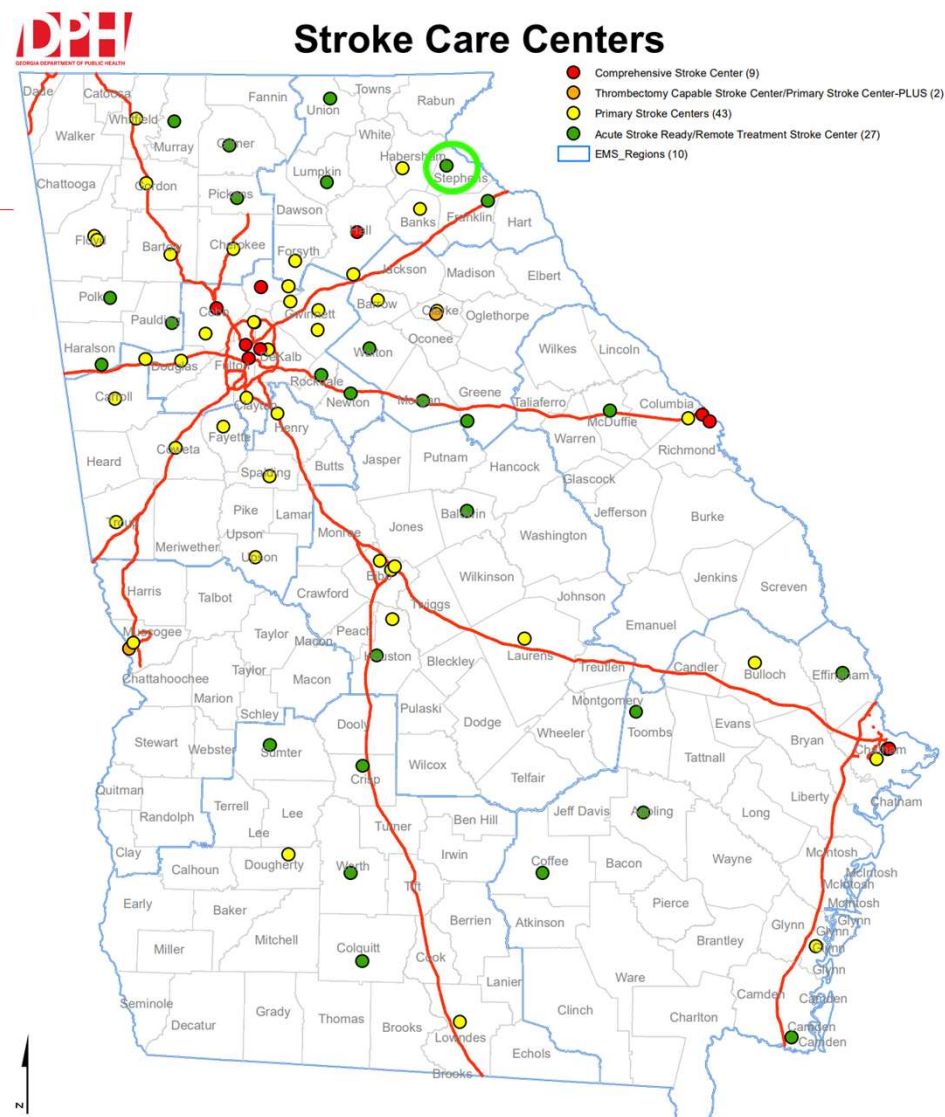 DPH
GEORGIA DEPARTMENT OF PUBLIC HEALTH
Stroke Care Centers
Comprehensive Stroke Center (9)
Thrombectomy Capable Stroke Center/Primary Stroke Center-PLUS (2)
Primary Stroke Centers (43)
Acute Stroke Ready/Remote Treatment Stroke Center (27)
EMS_Regions (10)
Dade
Catoosa
Fannin
Towns
Union
Rabun
Whitfield
Walker
Murray
Gilmer
White
Habersham
Stephens
Chattooga
Gordon
Pickens
Lumpkin
Dawson
Banks
Franklin
Hart
Floyd
Bartow
Cherokee
Forsyth
Hall
Jackson
Madison
Elbert
Polk
Paulding
Cobb
Gwinnett
Barrow
Clarke
Oglethorpe
Oconee
Haralson
Douglas
Fulton
DeKalb
Walton
Wilkes
Lincoln
Carroll
Rockdale
Newton
Morgan
Greene
Taliaferro
McDuffie
Columbia
Clayton
Henry
Fayette
Coweta
Heard
Spalding
Butts
Jasper
Putnam
Hancock
Warren
Richmond
Glascock
Troup
Meriwether
Pike
Lamar
Upson
Upson
Monroe
Jones
Baldwin
Washington
Jefferson
Burke
Harris
Talbot
Crawford
Bibb
Twiggs
Wilkinson
Johnson
Jenkins
Screven
Emanuel
Muscogee
Chattahoochee
Taylor
Taylor
Macon
Macon
Peach
Houston
Bleckley
Laurens
Treutlen
Candler
Bulloch
Effingham
Marion
Schley
Stewart
Webster
Sumter
Dooly
Pulaski
Dodge
Wheeler
Montgomery
Toombs
Evans
Tattnall
Bryan
Chatham
Chatham
Quitman
Randolph
Terrell
Lee
Lee
Crisp
Wilcox
Telfair
Jeff Davis
Appling
Long
Liberty
Clay
Calhoun
Dougherty
Worth
Turner
Ben Hill
Irwin
Tift
Coffee
Bacon
Wayne
McIntosh
McIntosh
McIntosh
McIntosh
Early
Baker
Mitchell
Colquitt
Berrien
Cook
Atkinson
Pierce
Brantley
Glynn
Glynn
Glynn
Glynn
Glynn
Miller
Seminole
Decatur
Grady
Thomas
Brooks
Lanier
Lowndes
Echols
Brooks
Clinch
Ware
Charlton
Camden
Camden
Camden
Camden
N